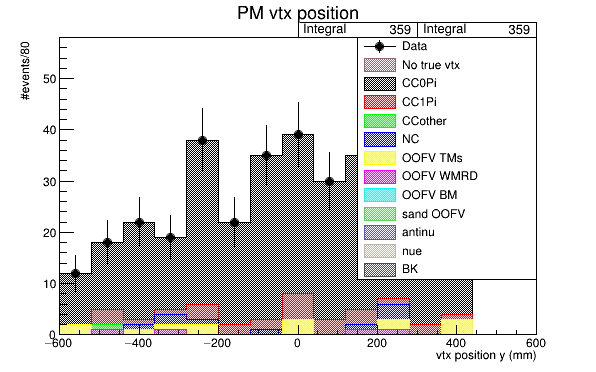 PM vtx position
Integral 359 Integral 359
#events/80
Data
No true vtx
CC0Pi
CC1Pi
CCother
NC
OOFV TMs
OOFV WMRD
OOFV BM
sand OOFV
antinu
nue
BK
50
40
30
20
10
0
−600 −400 −200 0 200 400 600
vtx position y (mm)